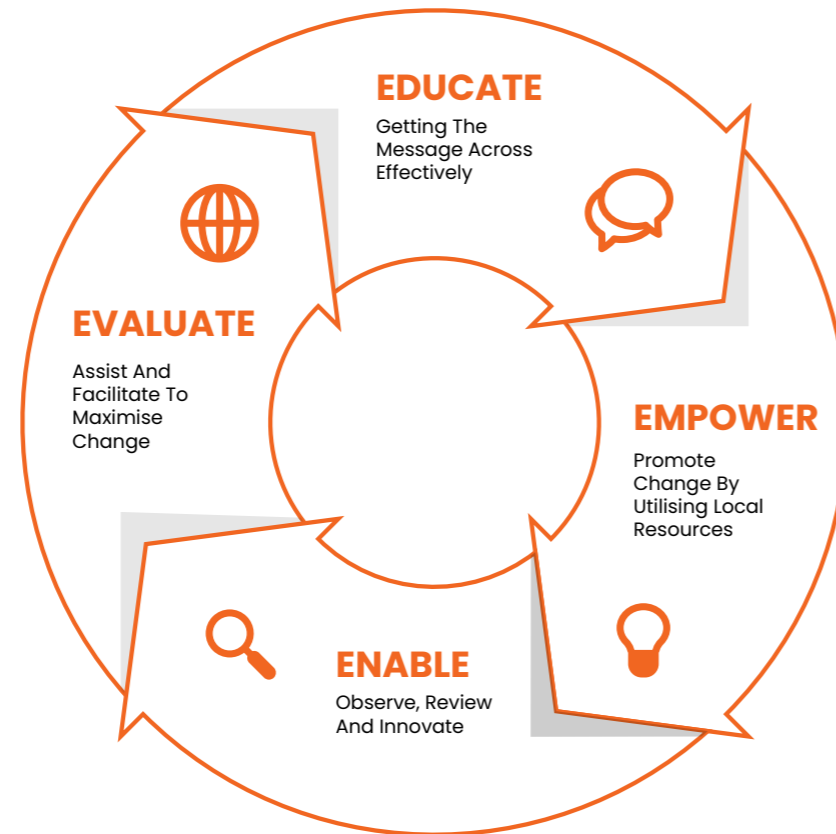 EDUCATE
Getting The
Message Across
Effectively
EMPOWER
Promote
Change By
Utilising Local
Resources
ENABLE
Observe, Review
And Innovate
EVALUATE
Assist And
Facilitate To
Maximise
Change